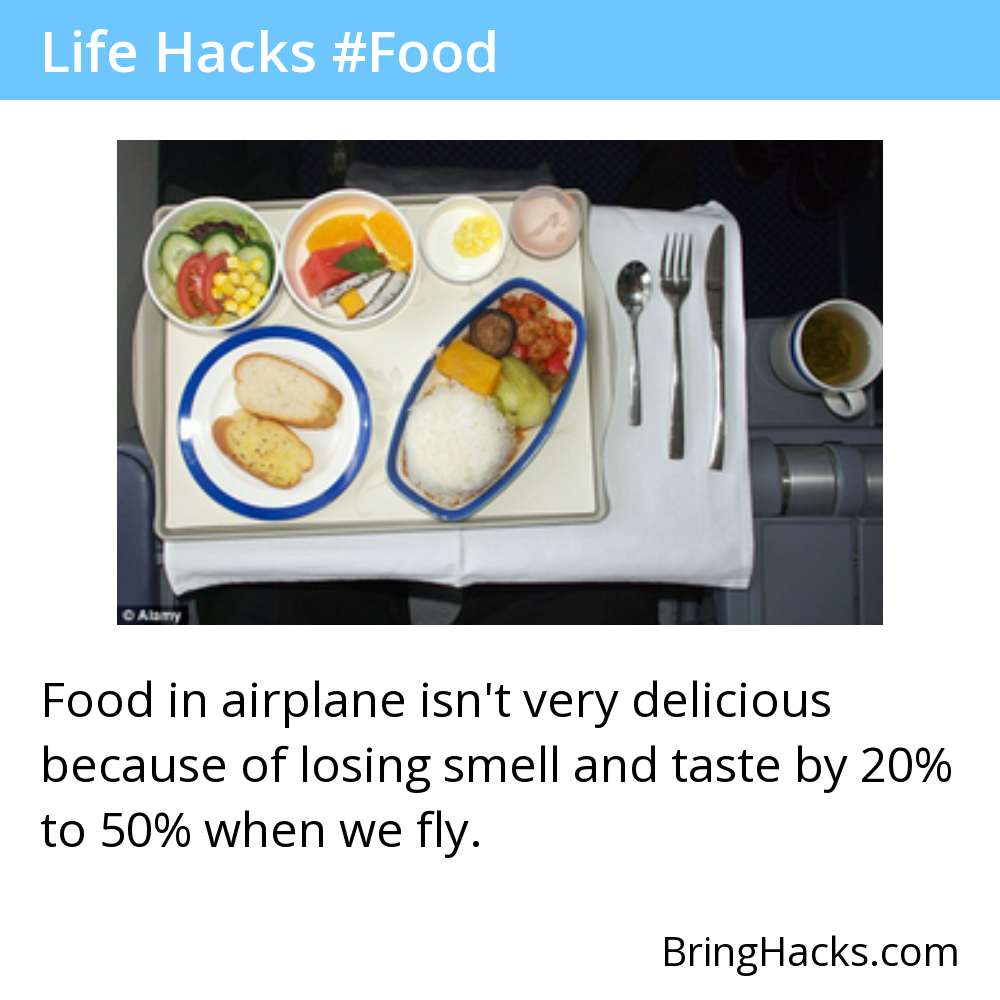 Life Hacks #Food
© Alamy
Food in airplane isn't very delicious
because of losing smell and taste by 20%
to 50% when we fly.
BringHacks.com